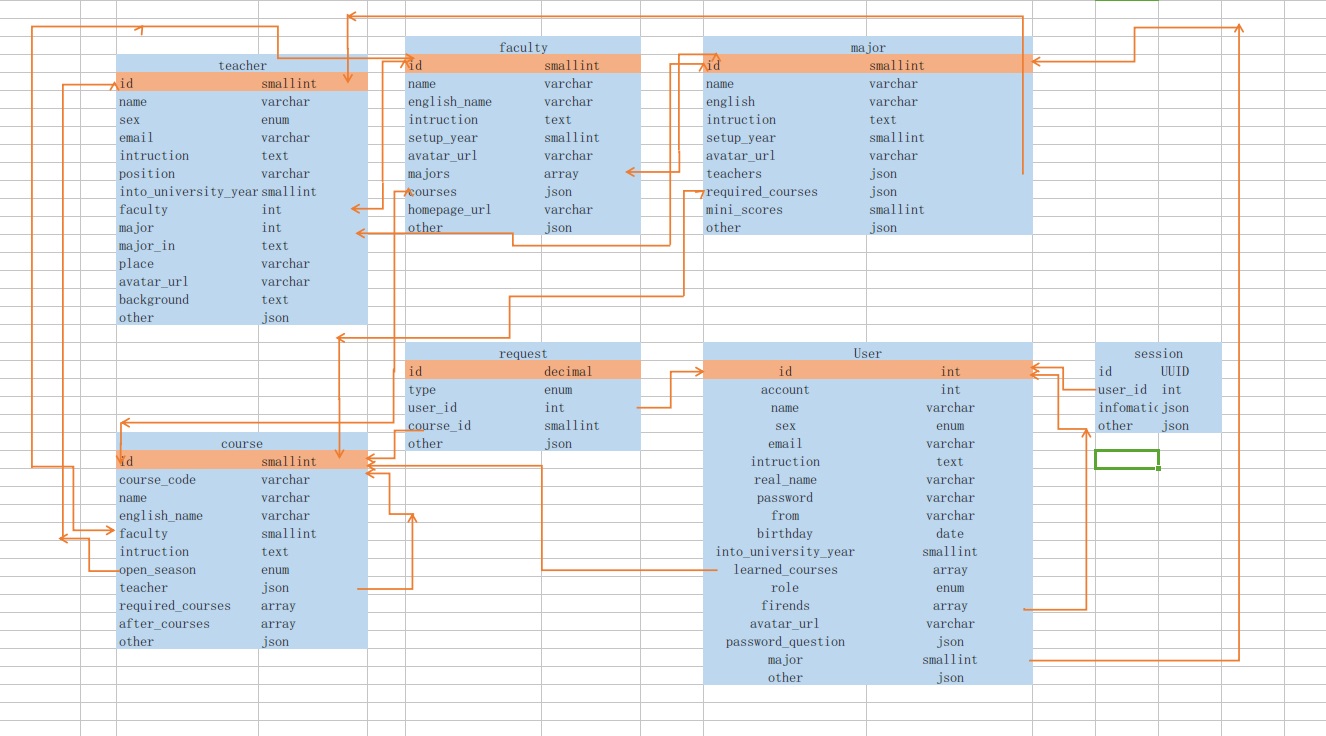 teacher
id smallint
name varchar
sex enum
email varchar
intruction text
position varchar
into_university_year smallint
faculty int
major int
major_in text
place varchar
avatar_url varchar
background text
other json
faculty
id smallint
name varchar
english_name varchar
intruction text
setup_year smallint
avatar_url varchar
majors array
courses json
homepage_url varchar
other json
major
id smallint
name varchar
english varchar
intruction text
setup_year smallint
avatar_url varchar
teachers json
required_courses json
mini_scores smallint
other json
course
id smallint
course_code varchar
name varchar
english_name varchar
faculty smallint
intruction text
open_season enum
teacher json
required_courses array
after_courses array
other json
request
id decimal
type enum
user_id int
course_id smallint
other json
User
id int
account int
name varchar
sex enum
email varchar
intruction text
real_name varchar
password varchar
from varchar
birthday date
into_university_year smallint
learned_courses array
role enum
firends array
avatar_url varchar
password_question json
major smallint
other json
session
id UUID
user_id int
infomatic json
other json